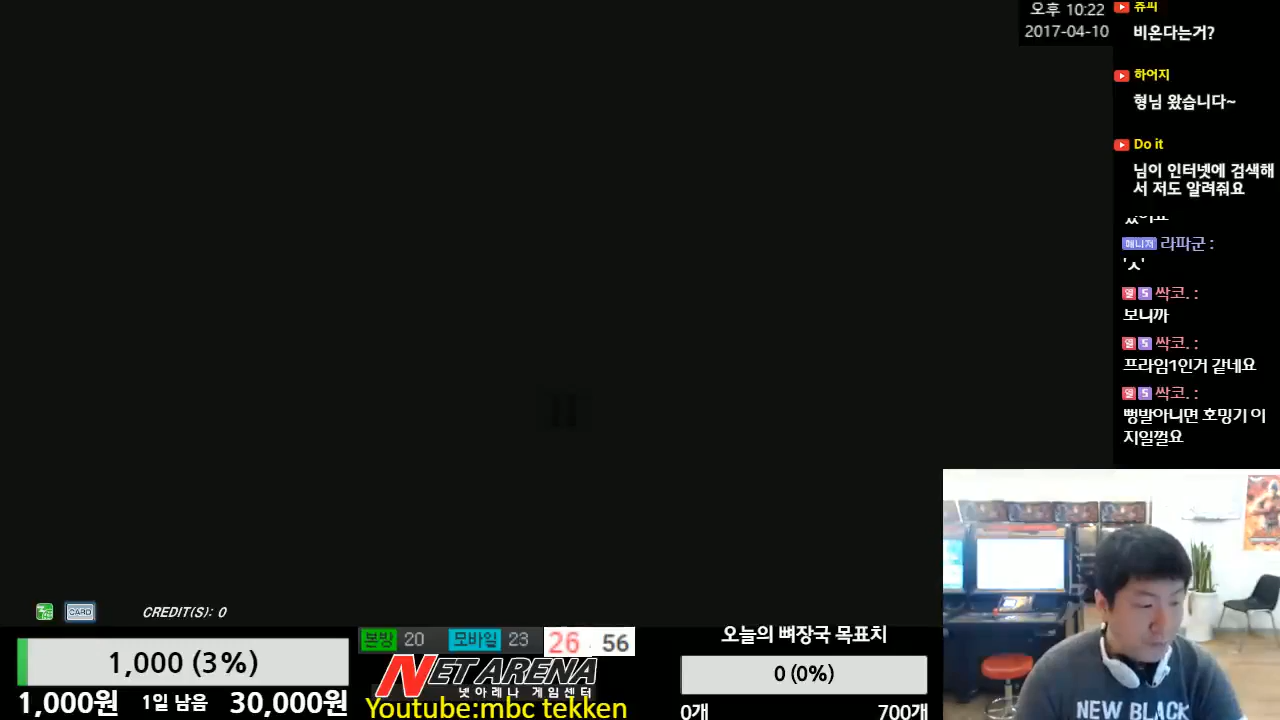 오후 10:22
2017-04-10
츄피
비온다는거?
하어지
형님 왔습니다~
Do it
님이 인터넷에 검색해
서 저도 알려줘요
매니저 라파군 :
'ㅅ'
열 S 싹코. :
보니까
열 S 싹코. :
프라임1인거 같네요
열 S 싹코. :
뻥발아니면 호밍기 이
지일껄요
CARD
CREDIT(S): 0
본방 20 모바일 23 26 56
1,000 (3%)
1,000원 1일 남음 30,000원
NET ARENA
넷아레나 게임센터
Youtube:mbc tekken
오늘의 뼈장국 목표치
0 (0%)
0개 700개
NEW BLACK